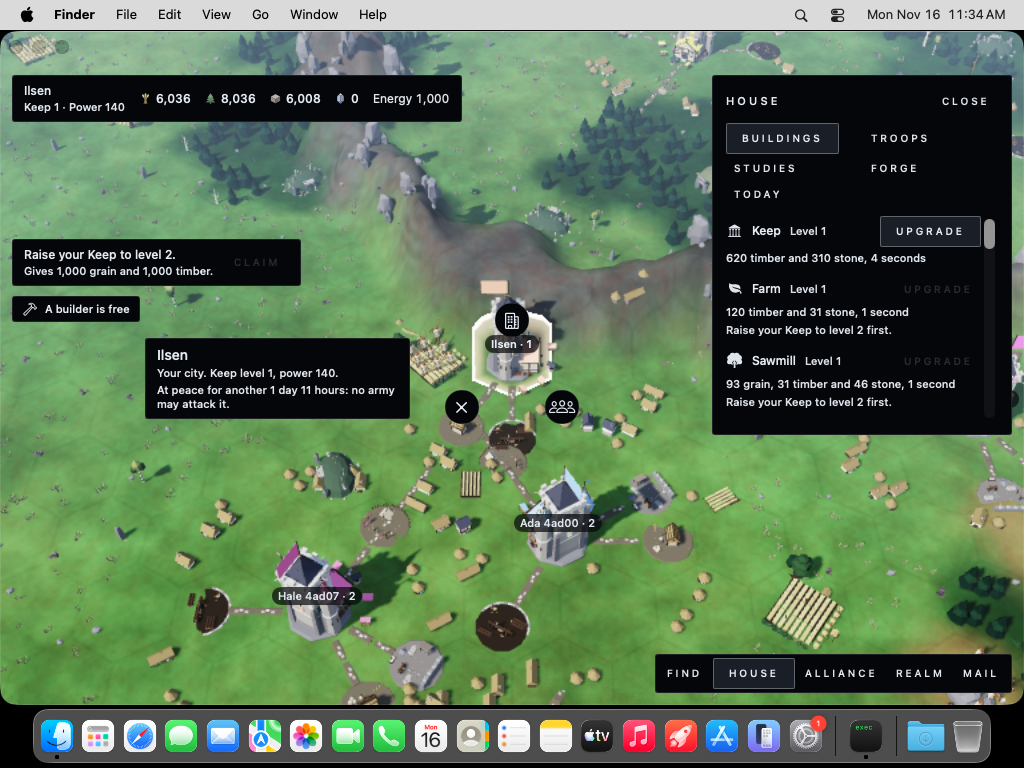 Finder File Edit View Go Window Help Mon Nov 16 11:34 AM
Ilsen
Keep 1 · Power 140
6,036 8,036 6,008 0 Energy 1,000
HOUSE CLOSE
BUILDINGS TROOPS
STUDIES FORGE
TODAY
Keep Level 1 UPGRADE
620 timber and 310 stone, 4 seconds
Farm Level 1 UPGRADE
120 timber and 31 stone, 1 second
Raise your Keep to level 2 first.
Sawmill Level 1 UPGRADE
93 grain, 31 timber and 46 stone, 1 second
Raise your Keep to level 2 first.
Raise your Keep to level 2.
Gives 1,000 grain and 1,000 timber.
CLAIM
A builder is free
Ilsen
Your city. Keep level 1, power 140.
At peace for another 1 day 11 hours: no army
may attack it.
Ilsen · 1
Ada 4ad00 · 2
Hale 4ad07 · 2
FIND HOUSE ALLIANCE REALM MAIL
Mon
16
tv
1
exec